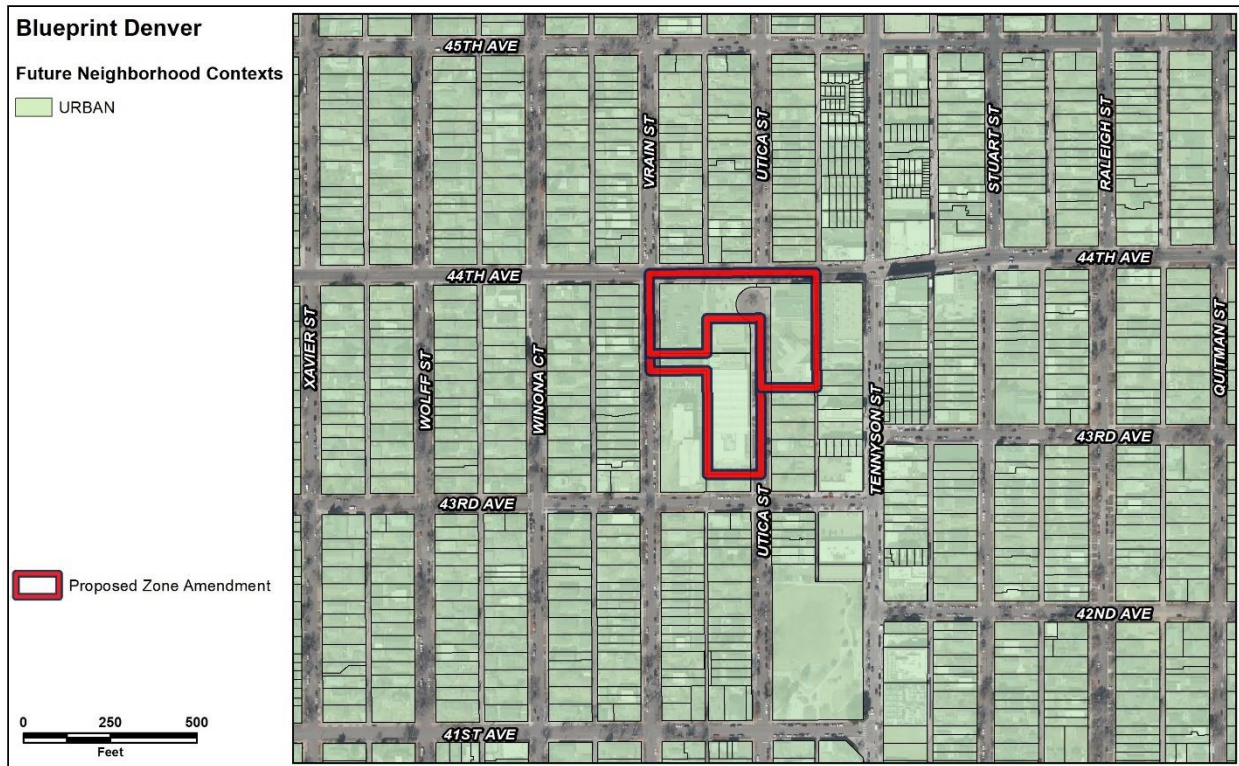 Blueprint Denver
Future Neighborhood Contexts
URBAN
Proposed Zone Amendment
0 250 500
Feet
45TH AVE
VRAIN ST
UTICA ST
STUART ST
RALEIGH ST
44TH AVE
44TH AVE
XAVIER ST
WOLFF ST
WINONA CT
TENNYSON ST
QUITMAN ST
43RD AVE
43RD AVE
UTICA ST
42ND AVE
41ST AVE